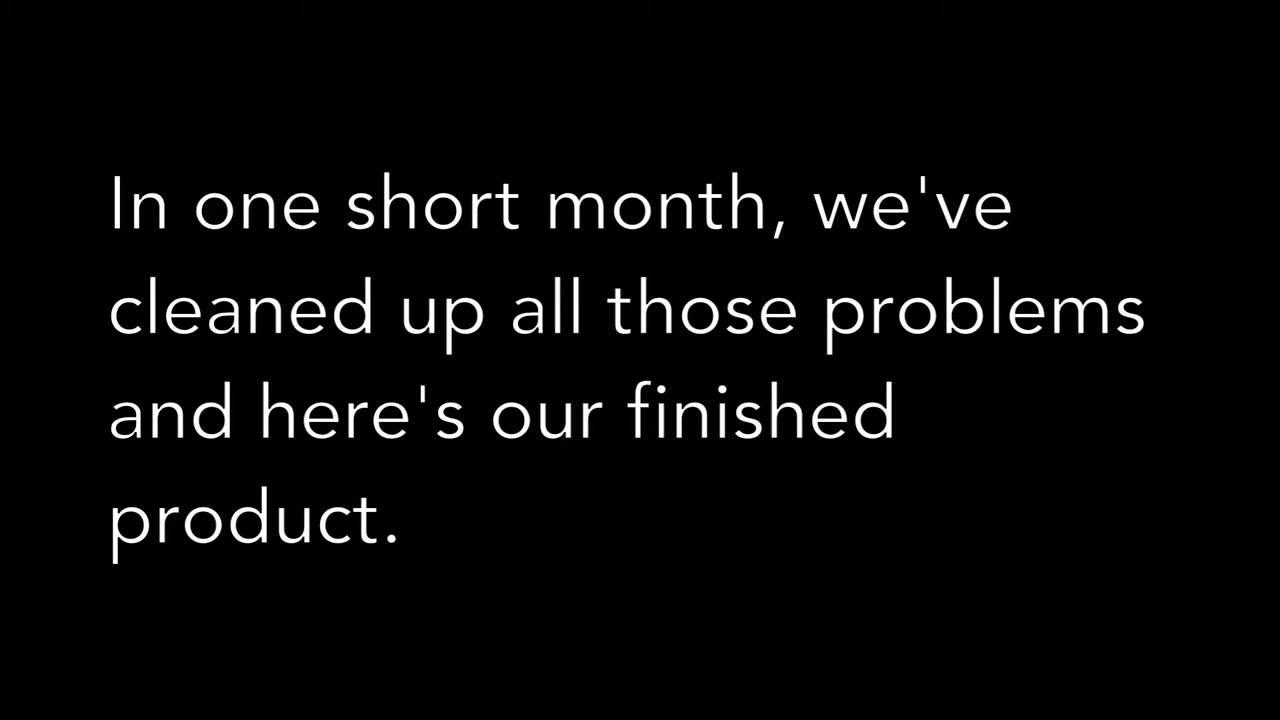 In one short month, we've
cleaned up all those problems
and here's our finished
product.